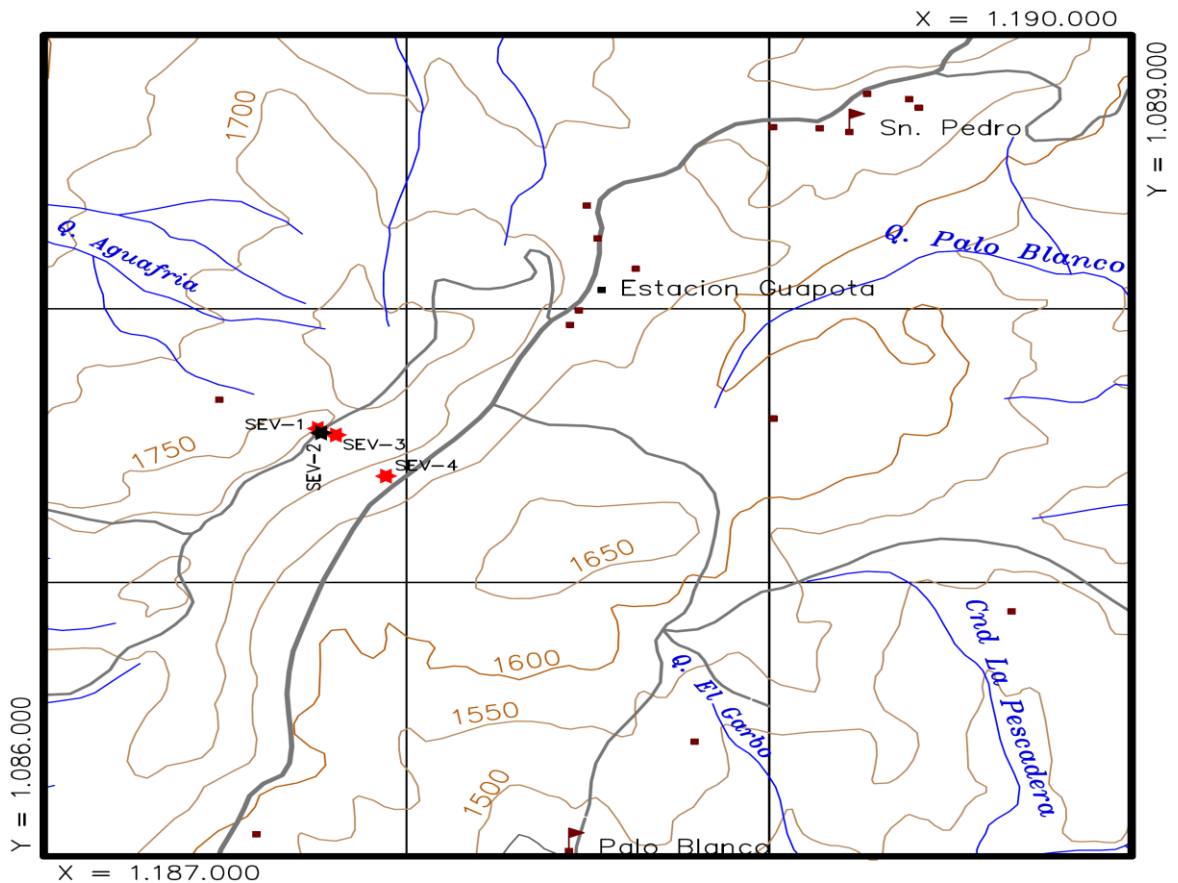 X = 1.190.000
Y = 1.089.000
1700
Sn. Pedro
Q. Aguafria
Q. Palo Blanco
Estacion Guapota
SEV-1
SEV-2
SEV-3
SEV-4
1750
1650
1600
1550
1500
Q. El Garbo
Cnd La Pescadera
Palo Blanco
Y = 1.086.000
X = 1.187.000